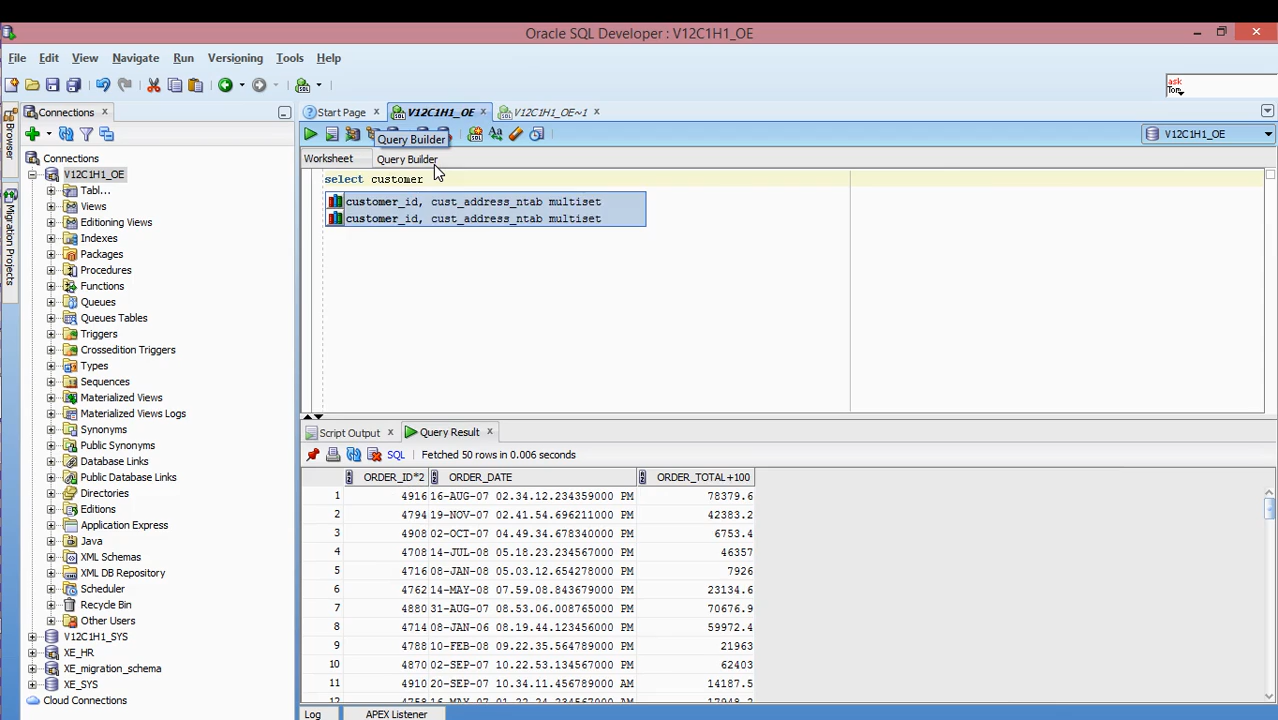 Oracle SQL Developer : V12C1H1_OE
File Edit View Navigate Run Versioning Tools Help
ask
Tom
Connections
Start Page
V12C1H1_OE
V12C1H1_OE~1
Query Builder
V12C1H1_OE
Browser
Migration Projects
Worksheet Query Builder
select customer
customer_id, cust_address_ntab multiset
customer_id, cust_address_ntab multiset
Connections
V12C1H1_OE
Tabl...
Views
Editioning Views
Indexes
Packages
Procedures
Functions
Queues
Queues Tables
Triggers
Crossedition Triggers
Types
Sequences
Materialized Views
Materialized Views Logs
Synonyms
Public Synonyms
Database Links
Public Database Links
Directories
Editions
Application Express
Java
XML Schemas
XML DB Repository
Scheduler
Recycle Bin
Other Users
V12C1H1_SYS
XE_HR
XE_migration_schema
XE_SYS
Cloud Connections
Script Output
Query Result
SQL
Fetched 50 rows in 0.006 seconds
ORDER_ID*2 ORDER_DATE ORDER_TOTAL+100
1 4916 16-AUG-07 02.34.12.234359000 PM 78379.6
2 4794 19-NOV-07 02.41.54.696211000 PM 42383.2
3 4908 02-OCT-07 04.49.34.678340000 PM 6753.4
4 4708 14-JUL-08 05.18.23.234567000 PM 46357
5 4716 08-JAN-08 05.03.12.654278000 PM 7926
6 4762 14-MAY-08 07.59.08.843679000 PM 23134.6
7 4880 31-AUG-07 08.53.06.008765000 PM 70676.9
8 4714 08-JAN-06 08.19.44.123456000 PM 59972.4
9 4788 10-FEB-08 09.22.35.564789000 PM 21963
10 4870 02-SEP-07 10.22.53.134567000 PM 62403
11 4910 20-SEP-07 10.34.11.456789000 AM 14187.5
Log
APEX Listener